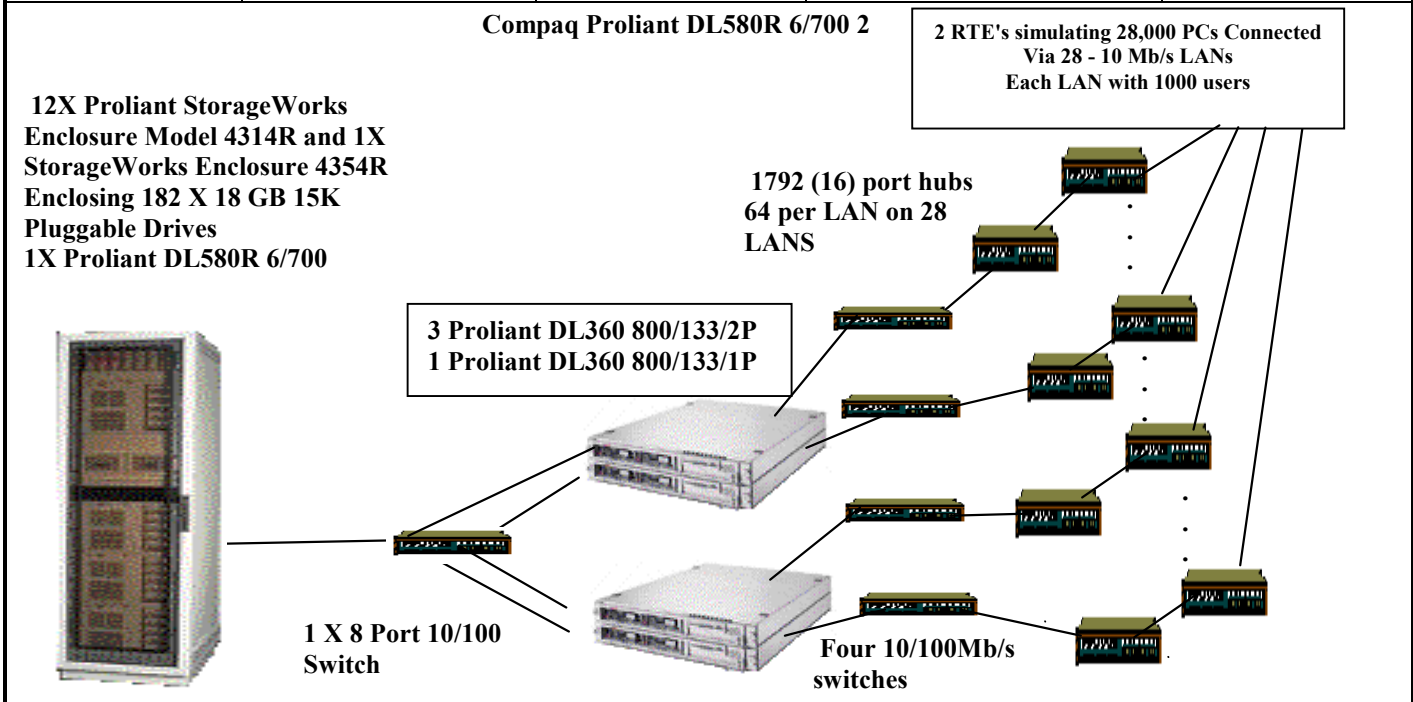 Compaq Proliant DL580R 6/700 2
2 RTE's simulating 28,000 PCs Connected
Via 28 - 10 Mb/s LANs
Each LAN with 1000 users
12X Proliant StorageWorks
Enclosure Model 4314R and 1X
StorageWorks Enclosure 4354R
Enclosing 182 X 18 GB 15K
Pluggable Drives
1X Proliant DL580R 6/700
1792 (16) port hubs
64 per LAN on 28
LANS
3 Proliant DL360 800/133/2P
1 Proliant DL360 800/133/1P
1 X 8 Port 10/100
Switch
Four 10/100Mb/s
switches